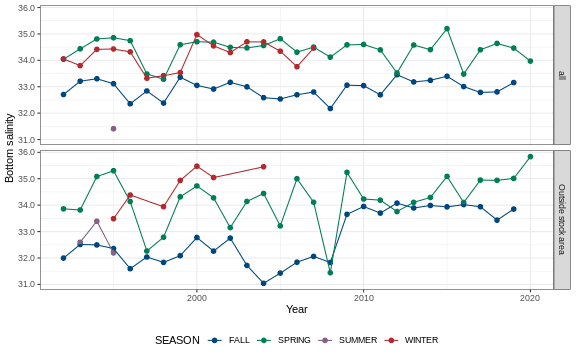 36.0
35.0
34.0
33.0
32.0
31.0
all
36.0
35.0
34.0
33.0
32.0
31.0
Outside stock area
Bottom salinity
2000 2010 2020
Year
SEASON FALL SPRING SUMMER WINTER